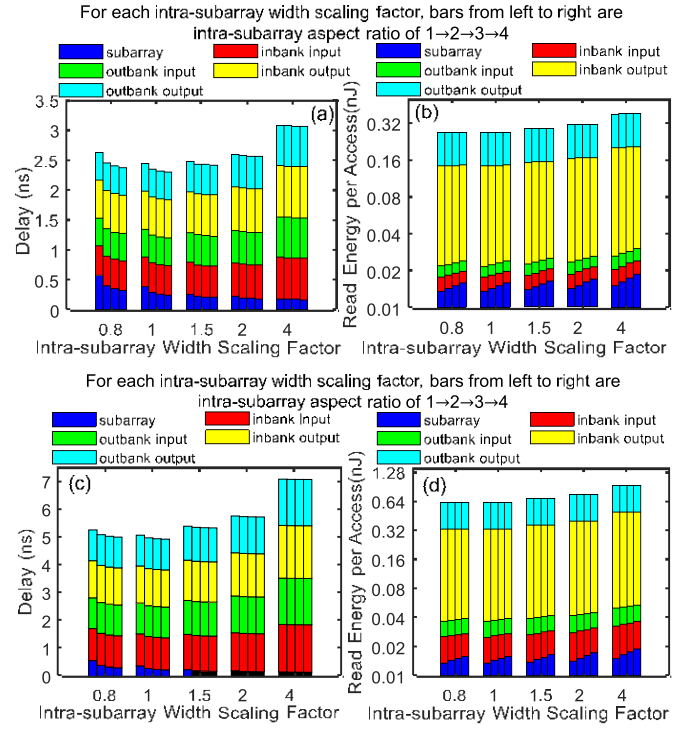 For each intra-subarray width scaling factor, bars from left to right are
intra-subarray aspect ratio of 1→2→3→4
subarray inbank input
outbank input inbank output
outbank output
subarray inbank input
outbank input inbank output
outbank output
(a)
Delay (ns)
3.5
3
2.5
2
1.5
1
0.5
0
0.8 1 1.5 2 4
Intra-subarray Width Scaling Factor
(b)
Read Energy per Access(nJ)
0.32
0.16
0.08
0.04
0.02
0.01
0.8 1 1.5 2 4
Intra-subarray Width Scaling Factor
For each intra-subarray width scaling factor, bars from left to right are
intra-subarray aspect ratio of 1→2→3→4
subarray inbank input
outbank input inbank output
outbank output
subarray inbank input
outbank input inbank output
outbank output
(c)
Delay (ns)
7
6
5
4
3
2
1
0
0.8 1 1.5 2 4
Intra-subarray Width Scaling Factor
(d)
Read Energy per Access(nJ)
1.28
0.64
0.32
0.16
0.08
0.04
0.02
0.01
0.8 1 1.5 2 4
Intra-subarray Width Scaling Factor